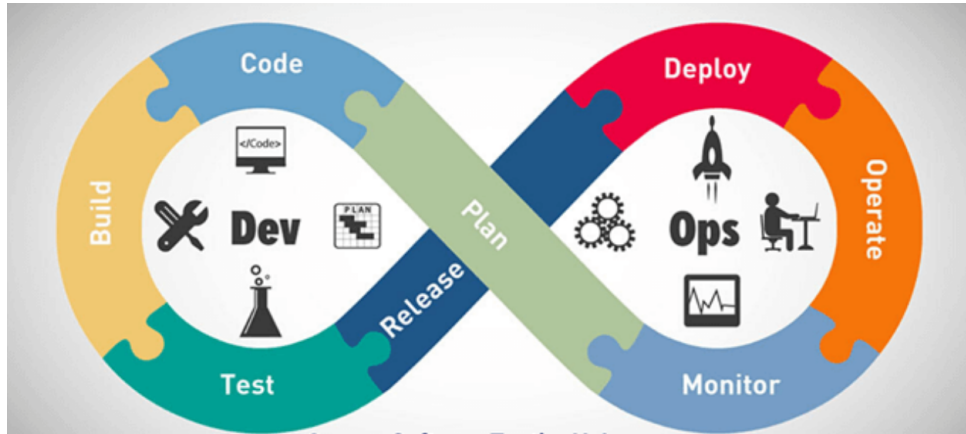 Code
Deploy
</Code>
PLAN
Build
Dev
Plan
Ops
Operate
Release
Test
Monitor